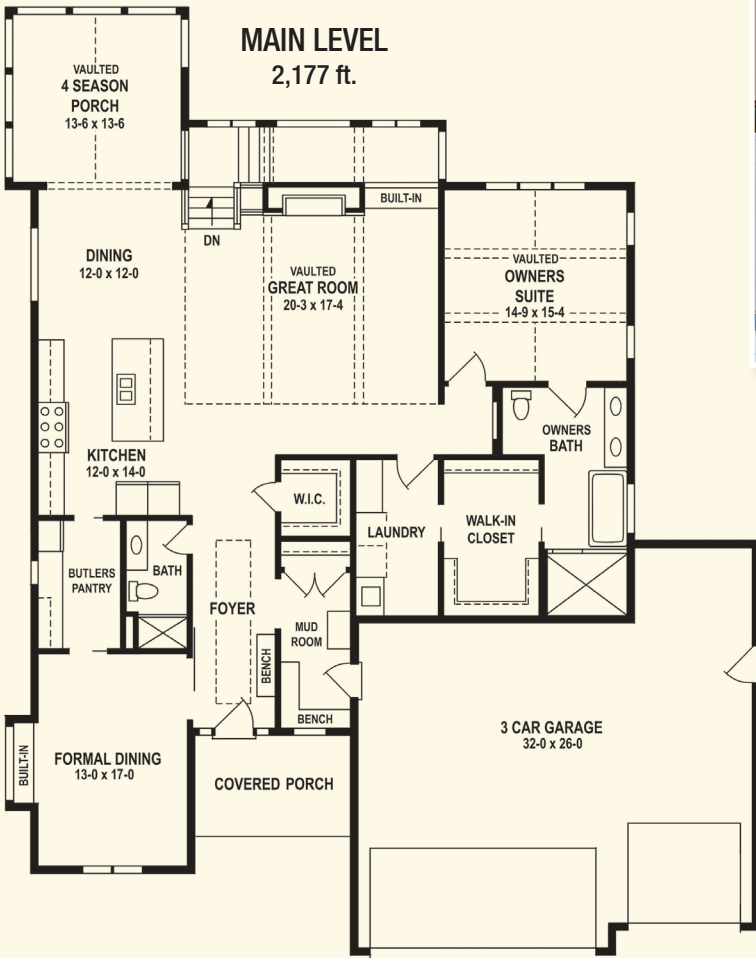 MAIN LEVEL
2,177 ft.
VAULTED
4 SEASON
PORCH
13-6 x 13-6
DN
BUILT-IN
DINING
12-0 x 12-0
VAULTED
GREAT ROOM
20-3 x 17-4
VAULTED
OWNERS
SUITE
14-9 x 15-4
OWNERS
BATH
KITCHEN
12-0 x 14-0
W.I.C.
LAUNDRY
WALK-IN
CLOSET
BUTLERS
PANTRY
BATH
FOYER
MUD
ROOM
BENCH
BENCH
BUILT-IN
FORMAL DINING
13-0 x 17-0
COVERED PORCH
3 CAR GARAGE
32-0 x 26-0